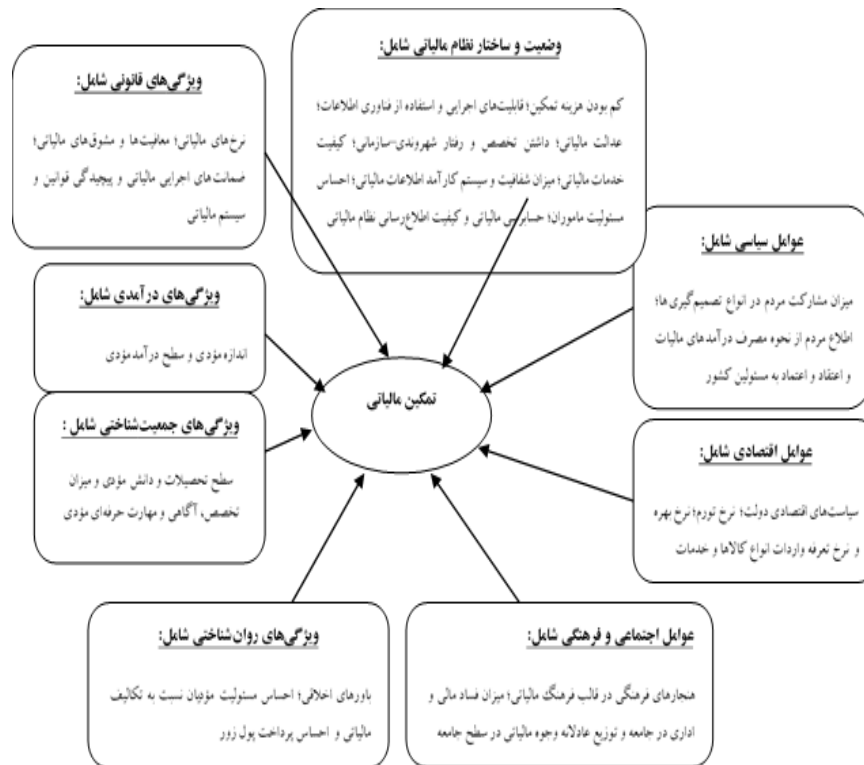 وضعیت و ساختار نظام مالیاتی شامل:
کم بودن هزینه تمکین؛ قابلیت‌های اجرایی و استفاده از فناوری اطلاعات؛
عدالت مالیاتی؛ داشتن تخصص و رفتار شهروندی-سازمانی؛ کیفیت
خدمات مالیاتی؛ میزان شفافیت و سیستم کارآمد اطلاعات مالیاتی؛ احساس
مسئولیت ماموران؛ حسابرسی مالیاتی و کیفیت اطلاع‌رسانی نظام مالیاتی
ویژگی‌های قانونی شامل:
نرخ‌های مالیاتی؛ معافیت‌ها و مشوق‌های مالیاتی؛
ضمانت‌های اجرایی مالیاتی و پیچیدگی قوانین و
سیستم مالیاتی
عوامل سیاسی شامل:
میزان مشارکت مردم در انواع تصمیم‌گیری‌ها؛
اطلاع مردم از نحوه مصرف درآمدهای مالیات
و اعتقاد و اعتماد به مسئولین کشور
ویژگی‌های درآمدی شامل:
اندازه مؤدی و سطح درآمد مؤدی
تمکین مالیاتی
ویژگی‌های جمعیت‌شناختی شامل :
سطح تحصیلات و دانش مؤدی و میزان
تخصص، آگاهی و مهارت حرفه‌ای مؤدی
عوامل اقتصادی شامل:
سیاست‌های اقتصادی دولت؛ نرخ تورم؛ نرخ بهره
و نرخ تعرفه واردات انواع کالاها و خدمات
عوامل اجتماعی و فرهنگی شامل:
هنجارهای فرهنگی در قالب فرهنگ مالیاتی؛ میزان فساد مالی و
اداری در جامعه و توزیع عادلانه وجوه مالیاتی در سطح جامعه
ویژگی‌های روان‌شناختی شامل:
باورهای اخلاقی؛ احساس مسئولیت مؤدیان نسبت به تکالیف
مالیاتی و احساس پرداخت پول زور